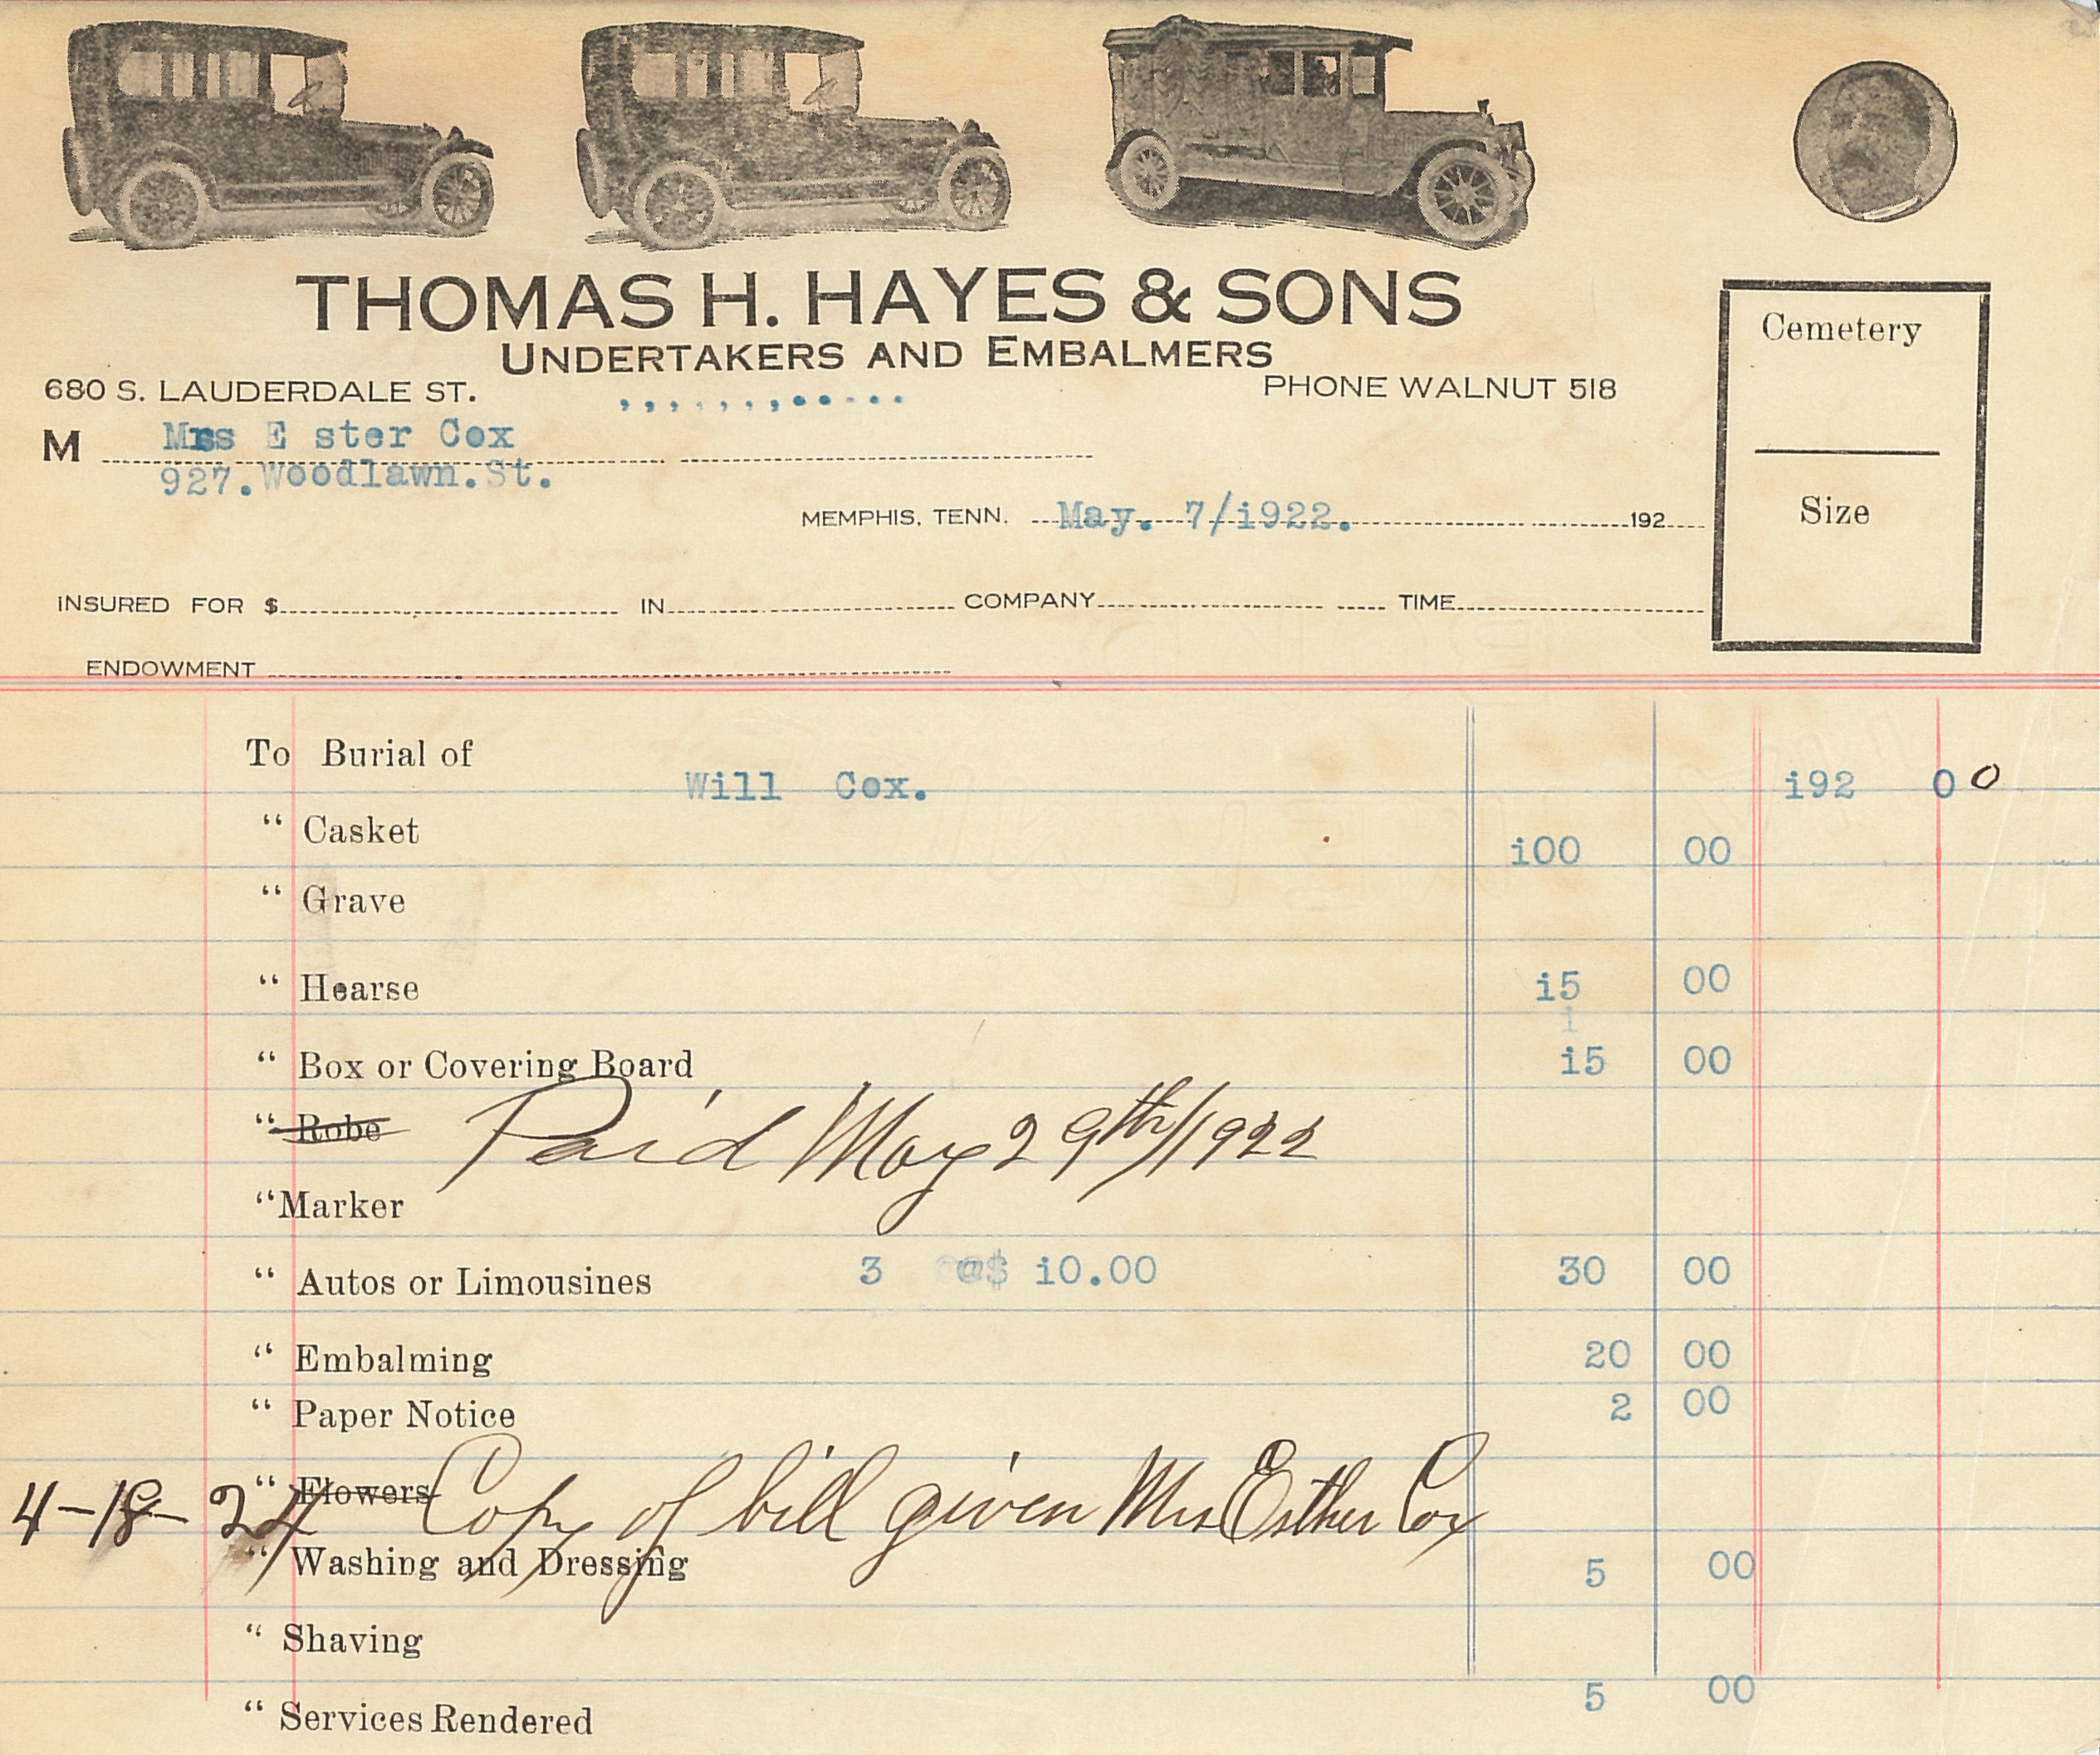 THOMAS H. HAYES & SONS
UNDERTAKERS AND EMBALMERS
680 S. LAUDERDALE ST. PHONE WALNUT 518
M Mrs E ster Cox
927. Woodlawn. St.
MEMPHIS, TENN. May. 7/i922. 192
Cemetery
Size
INSURED FOR $ IN COMPANY TIME
ENDOWMENT
To Burial of
Will Cox. i92 00
" Casket i00 00
" Grave
" Hearse i5 00
" Box or Covering Board i5 00
" Robe Paid May 29th/1922
" Marker
" Autos or Limousines 3 @$ i0.00 30 00
" Embalming 20 00
" Paper Notice 2 00
" Flowers
4-18-24 Copy of bill given Mrs Esther Cox
" Washing and Dressing 5 00
" Shaving
" Services Rendered 5 00